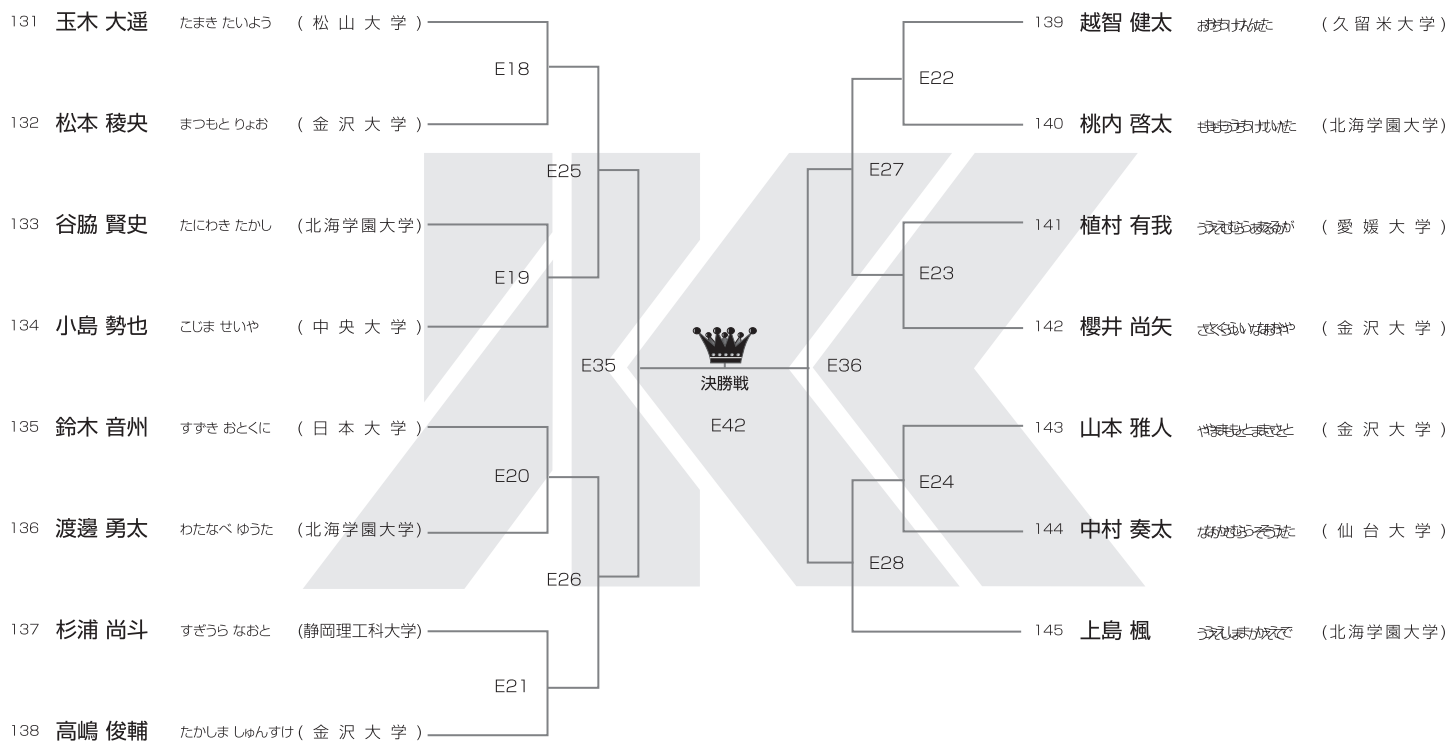 131 玉木 大遥 たまき たいよう (松山大学)
E18
132 松本 稜央 まつもと りょお (金沢大学)
E25
133 谷脇 賢史 たにわき たかし (北海学園大学)
E19
134 小島 勢也 こじま せいや (中央大学)
E35
135 鈴木 音州 すずき おとくに (日本大学)
E20
136 渡邊 勇太 わたなべ ゆうた (北海学園大学)
E26
137 杉浦 尚斗 すぎうら なおと (静岡理工科大学)
E21
138 高嶋 俊輔 たかしま しゅんすけ (金沢大学)
決勝戦
E42
139 越智 健太 (久留米大学)
E22
140 桃内 啓太 (北海学園大学)
E27
141 植村 有我 (愛媛大学)
E23
142 櫻井 尚矢 (金沢大学)
E36
143 山本 雅人 (金沢大学)
E24
144 中村 奏太 (仙台大学)
E28
145 上島 楓 (北海学園大学)